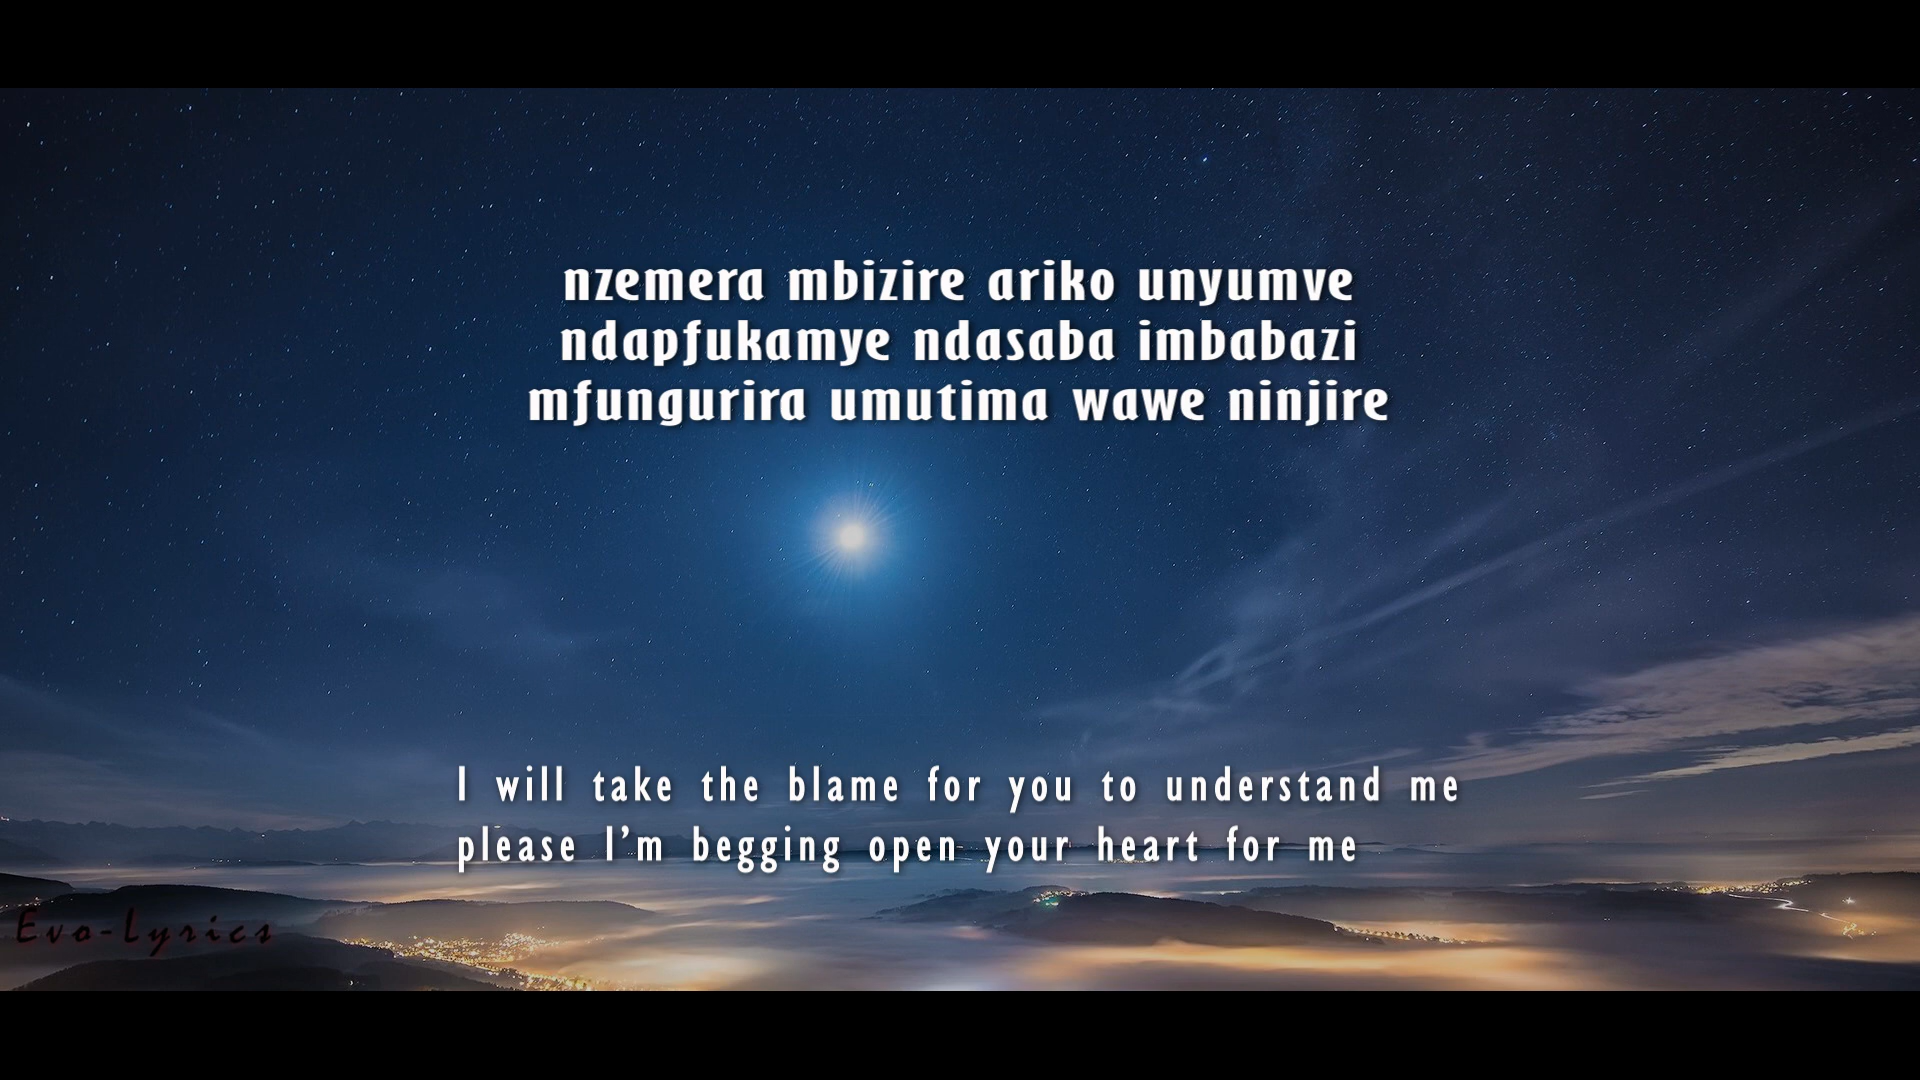 nzemera mbizire ariko unyumve
ndapfukamye ndasaba imbabazi
mfungurira umutima wawe ninjire
I will take the blame for you to understand me
please I'm begging open your heart for me
Evo-Lyrics